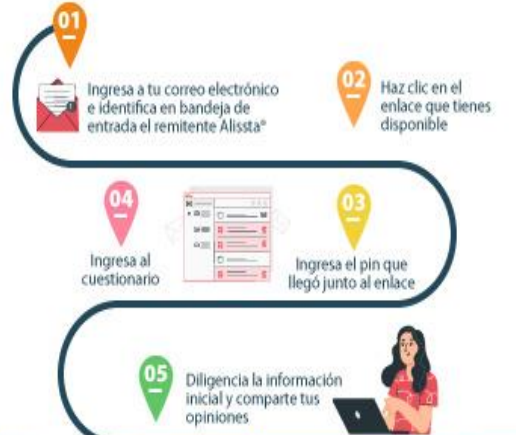 01
Ingresa a tu correo electrónico
e identifica en bandeja de
entrada el remitente Alissta®
02
Haz clic en el
enlace que tienes
disponible
03
Ingresa el pin que
llegó junto al enlace
04
Ingresa al
cuestionario
05
Diligencia la información
inicial y comparte tus
opiniones